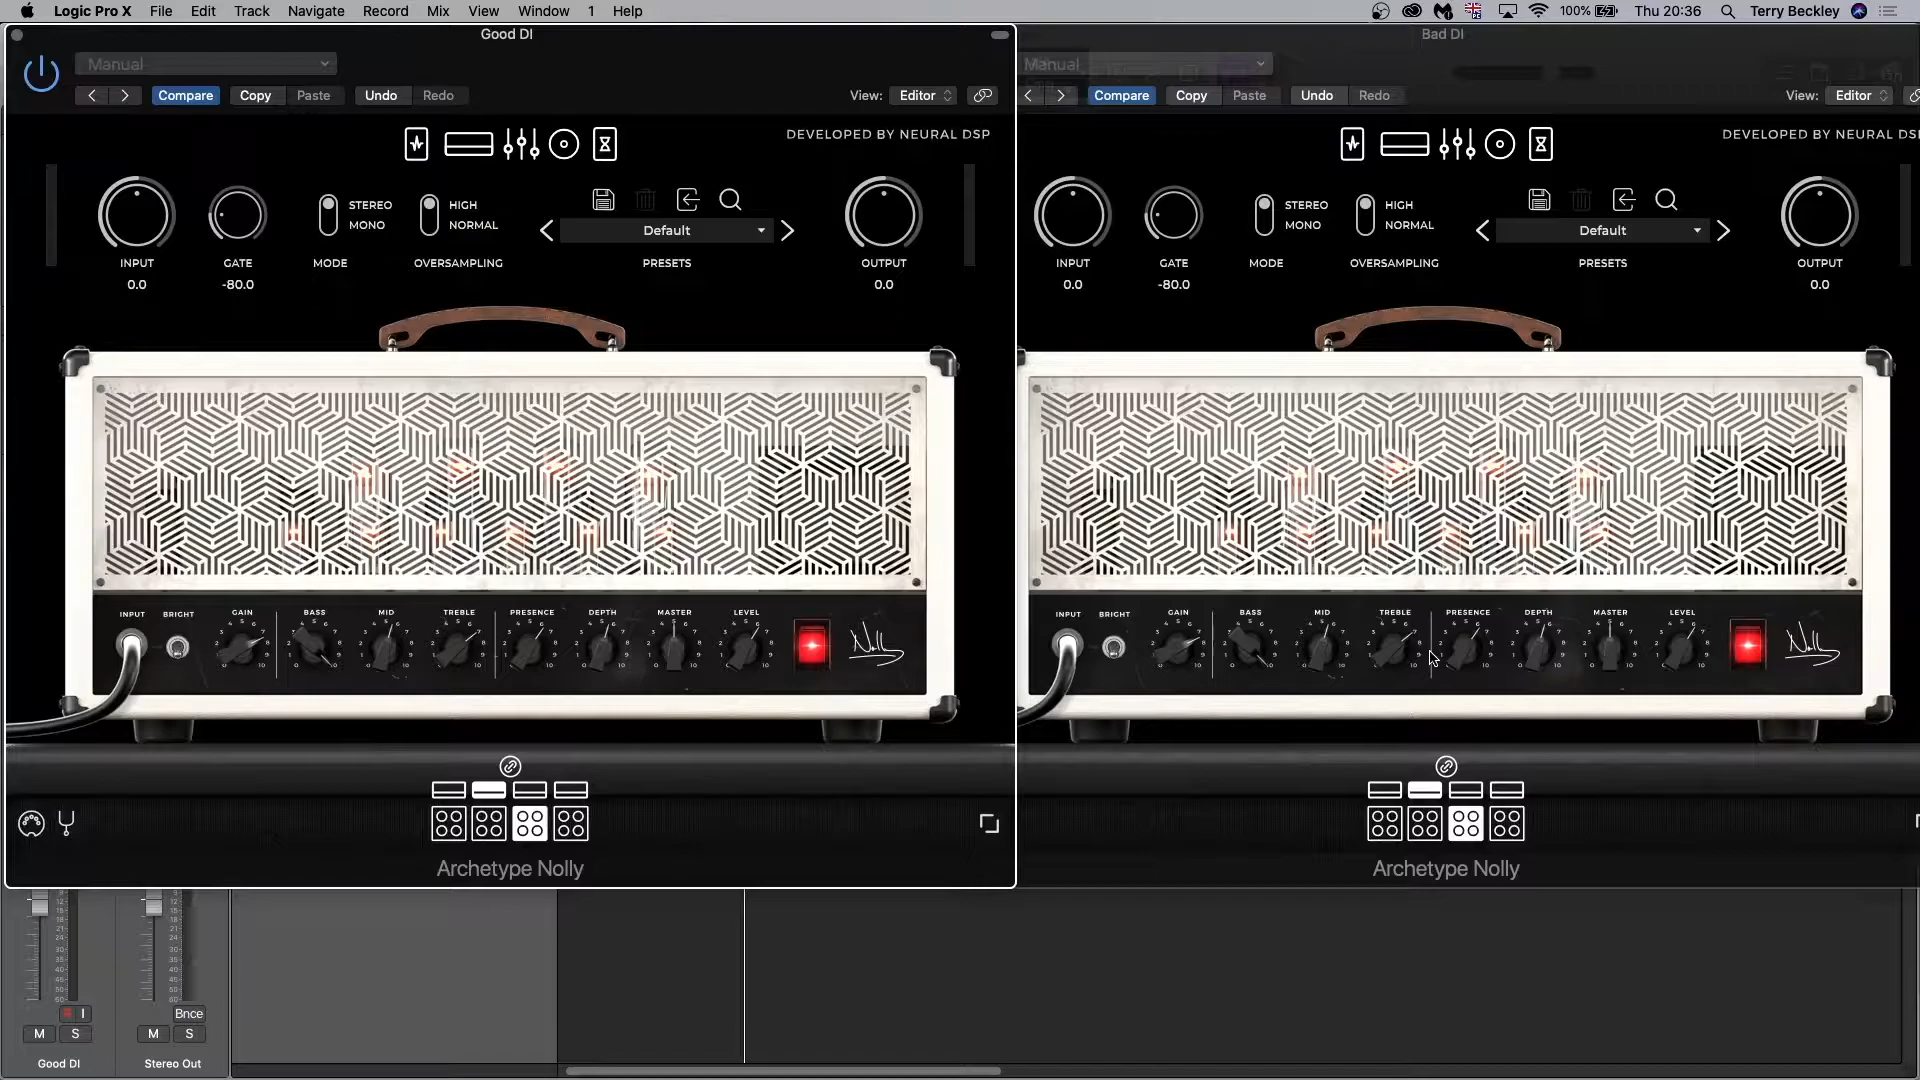 Logic Pro X File Edit Track Navigate Record Mix View Window 1 Help 100% Thu 20:36 Terry Beckley
Good DI
Manual
Compare Copy Paste Undo Redo View: Editor
DEVELOPED BY NEURAL DSP
STEREO
MONO
HIGH
NORMAL
Default
INPUT GATE MODE OVERSAMPLING PRESETS OUTPUT
0.0 -80.0 0.0
INPUT BRIGHT GAIN BASS MID TREBLE PRESENCE DEPTH MASTER LEVEL
Nolly
Archetype Nolly
Bad DI
Manual
Compare Copy Paste Undo Redo View: Editor
DEVELOPED BY NEURAL DS
STEREO
MONO
HIGH
NORMAL
Default
INPUT GATE MODE OVERSAMPLING PRESETS OUTPUT
0.0 -80.0 0.0
INPUT BRIGHT GAIN BASS MID TREBLE PRESENCE DEPTH MASTER LEVEL
Nolly
Archetype Nolly
I Bnce
M S M S
Good DI Stereo Out